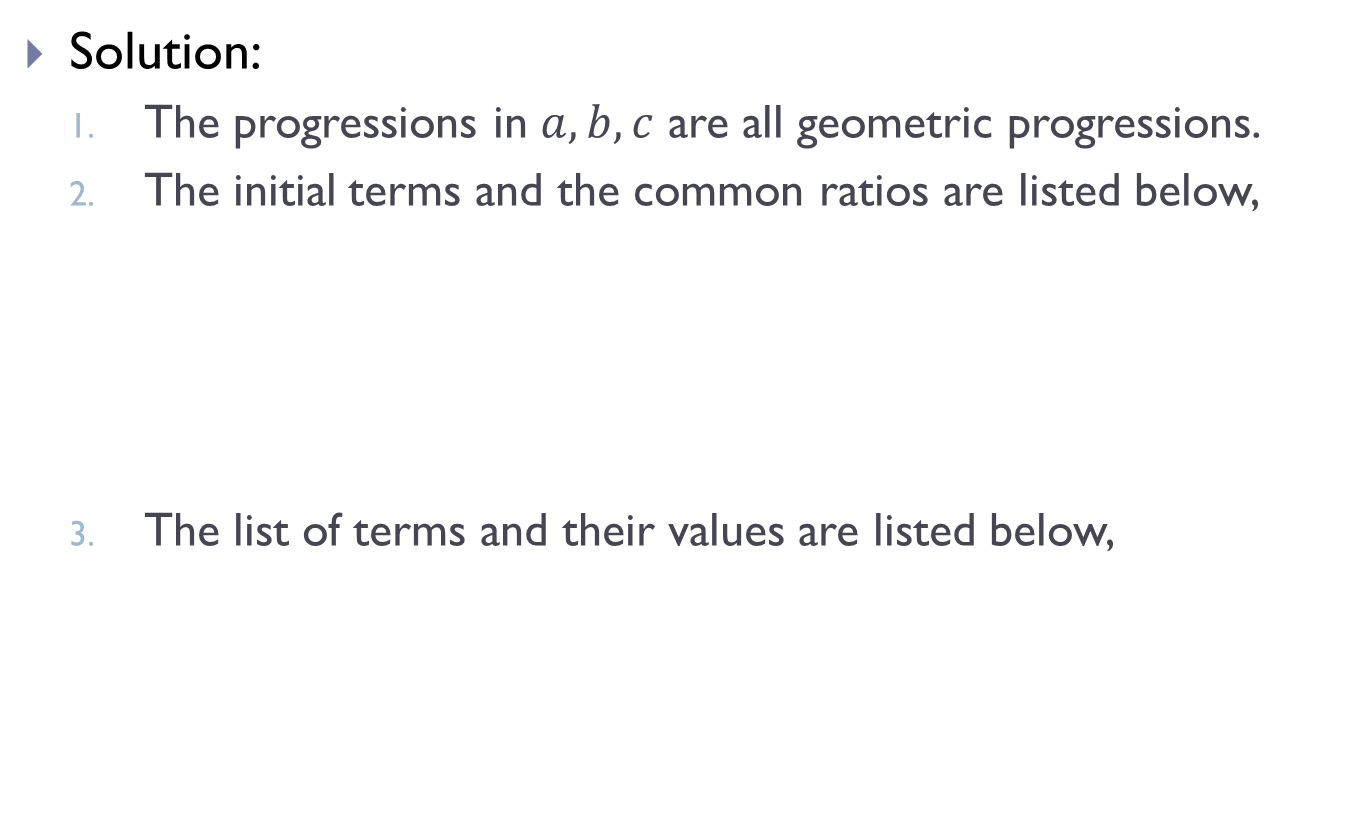 Solution:
1. The progressions in a, b, c are all geometric progressions.
2. The initial terms and the common ratios are listed below,
3. The list of terms and their values are listed below,